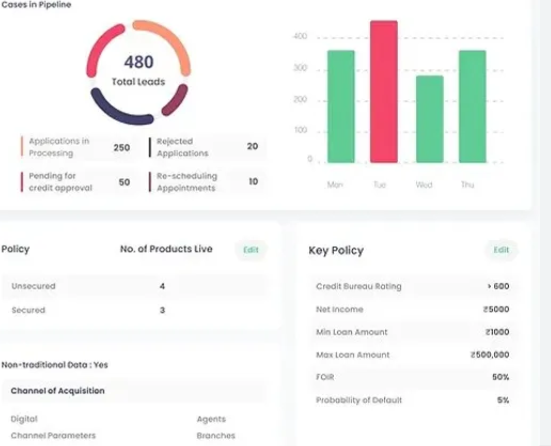 Cases in Pipeline
480
Total Leads
Applications in
Processing
250
Rejected
Applications
20
Pending for
credit approval
50
Re-scheduling
Appointments
10
400
300
200
100
0
Mon
Tue
Wed
Thu
Policy
No. of Products Live
Edit
Unsecured
4
Secured
3
Non-traditional Data : Yes
Channel of Acquisition
Digital
Agents
Channel Parameters
Branches
Key Policy
Edit
Credit Bureau Rating
> 600
Net Income
₹5000
Min Loan Amount
₹1000
Max Loan Amount
₹500,000
FOIR
50%
Probability of Default
5%